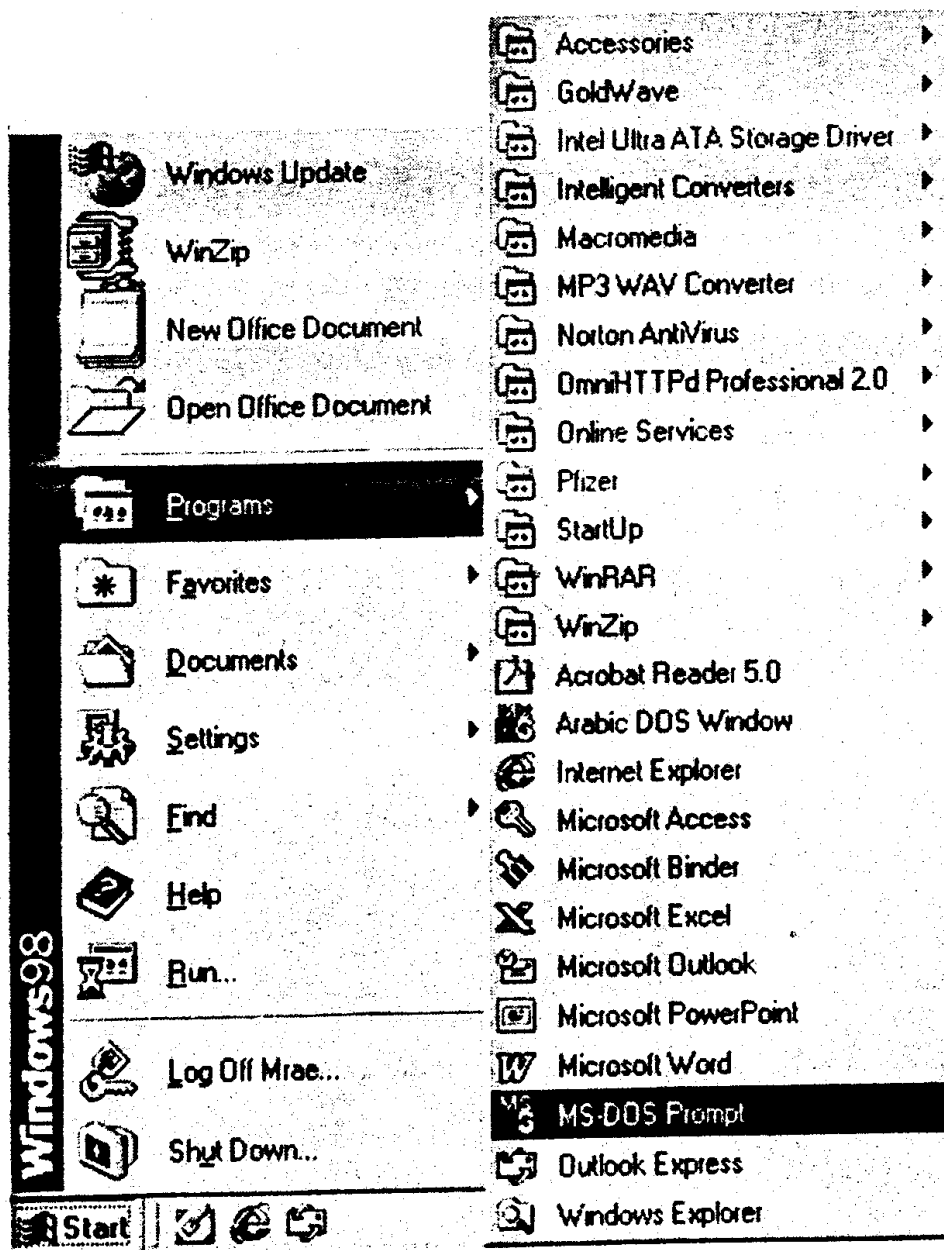 Windows Update
WinZip
New Office Document
Open Office Document
Programs
Favorites
Documents
Settings
Find
Help
Run...
Log Off Mrae...
Shut Down...
Windows98
Start
Accessories
GoldWave
Intel Ultra ATA Storage Driver
Intelligent Converters
Macromedia
MP3 WAV Converter
Norton AntiVirus
OmniHTTPd Professional 2.0
Online Services
Pfizer
StartUp
WinRAR
WinZip
Acrobat Reader 5.0
Arabic DOS Window
Internet Explorer
Microsoft Access
Microsoft Binder
Microsoft Excel
Microsoft Outlook
Microsoft PowerPoint
Microsoft Word
MS-DOS Prompt
Outlook Express
Windows Explorer